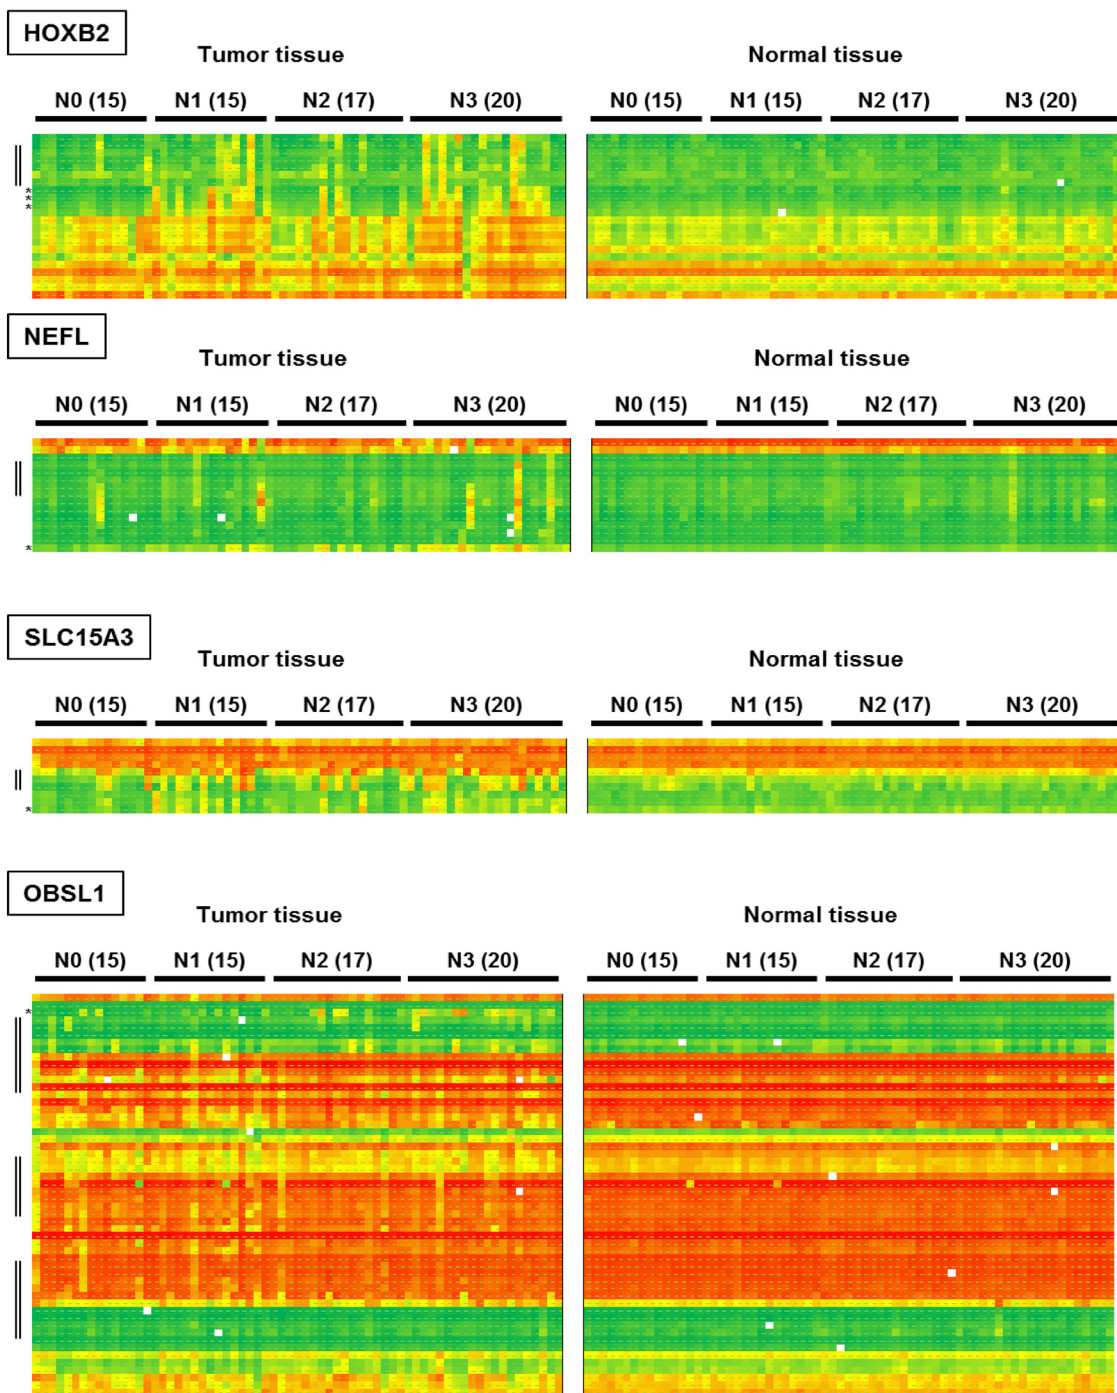 HOXB2
Tumor tissue Normal tissue
N0 (15) N1 (15) N2 (17) N3 (20) N0 (15) N1 (15) N2 (17) N3 (20)
*
*
*
NEFL
Tumor tissue Normal tissue
N0 (15) N1 (15) N2 (17) N3 (20) N0 (15) N1 (15) N2 (17) N3 (20)
*
SLC15A3
Tumor tissue Normal tissue
N0 (15) N1 (15) N2 (17) N3 (20) N0 (15) N1 (15) N2 (17) N3 (20)
*
OBSL1
Tumor tissue Normal tissue
N0 (15) N1 (15) N2 (17) N3 (20) N0 (15) N1 (15) N2 (17) N3 (20)
*